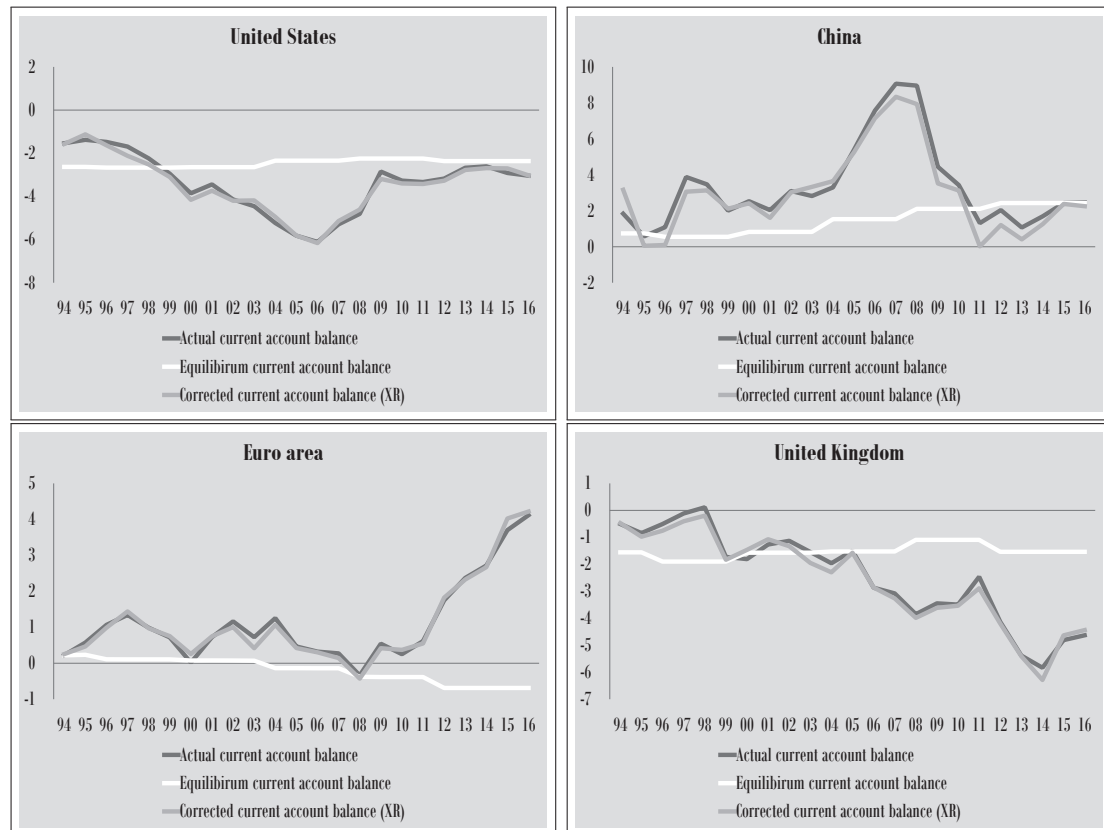 United States
2
0
-2
-4
-6
-8
94 95 96 97 98 99 00 01 02 03 04 05 06 07 08 09 10 11 12 13 14 15 16
Actual current account balance
Equilibirum current account balance
Corrected current account balance (XR)
China
10
8
6
4
2
0
-2
94 95 96 97 98 99 00 01 02 03 04 05 06 07 08 09 10 11 12 13 14 15 16
Actual current account balance
Equilibirum current account balance
Corrected current account balance (XR)
Euro area
5
4
3
2
1
0
-1
94 95 96 97 98 99 00 01 02 03 04 05 06 07 08 09 10 11 12 13 14 15 16
Actual current account balance
Equilibirum current account balance
Corrected current account balance (XR)
United Kingdom
1
0
-1
-2
-3
-4
-5
-6
-7
94 95 96 97 98 99 00 01 02 03 04 05 06 07 08 09 10 11 12 13 14 15 16
Actual current account balance
Equilibirum current account balance
Corrected current account balance (XR)